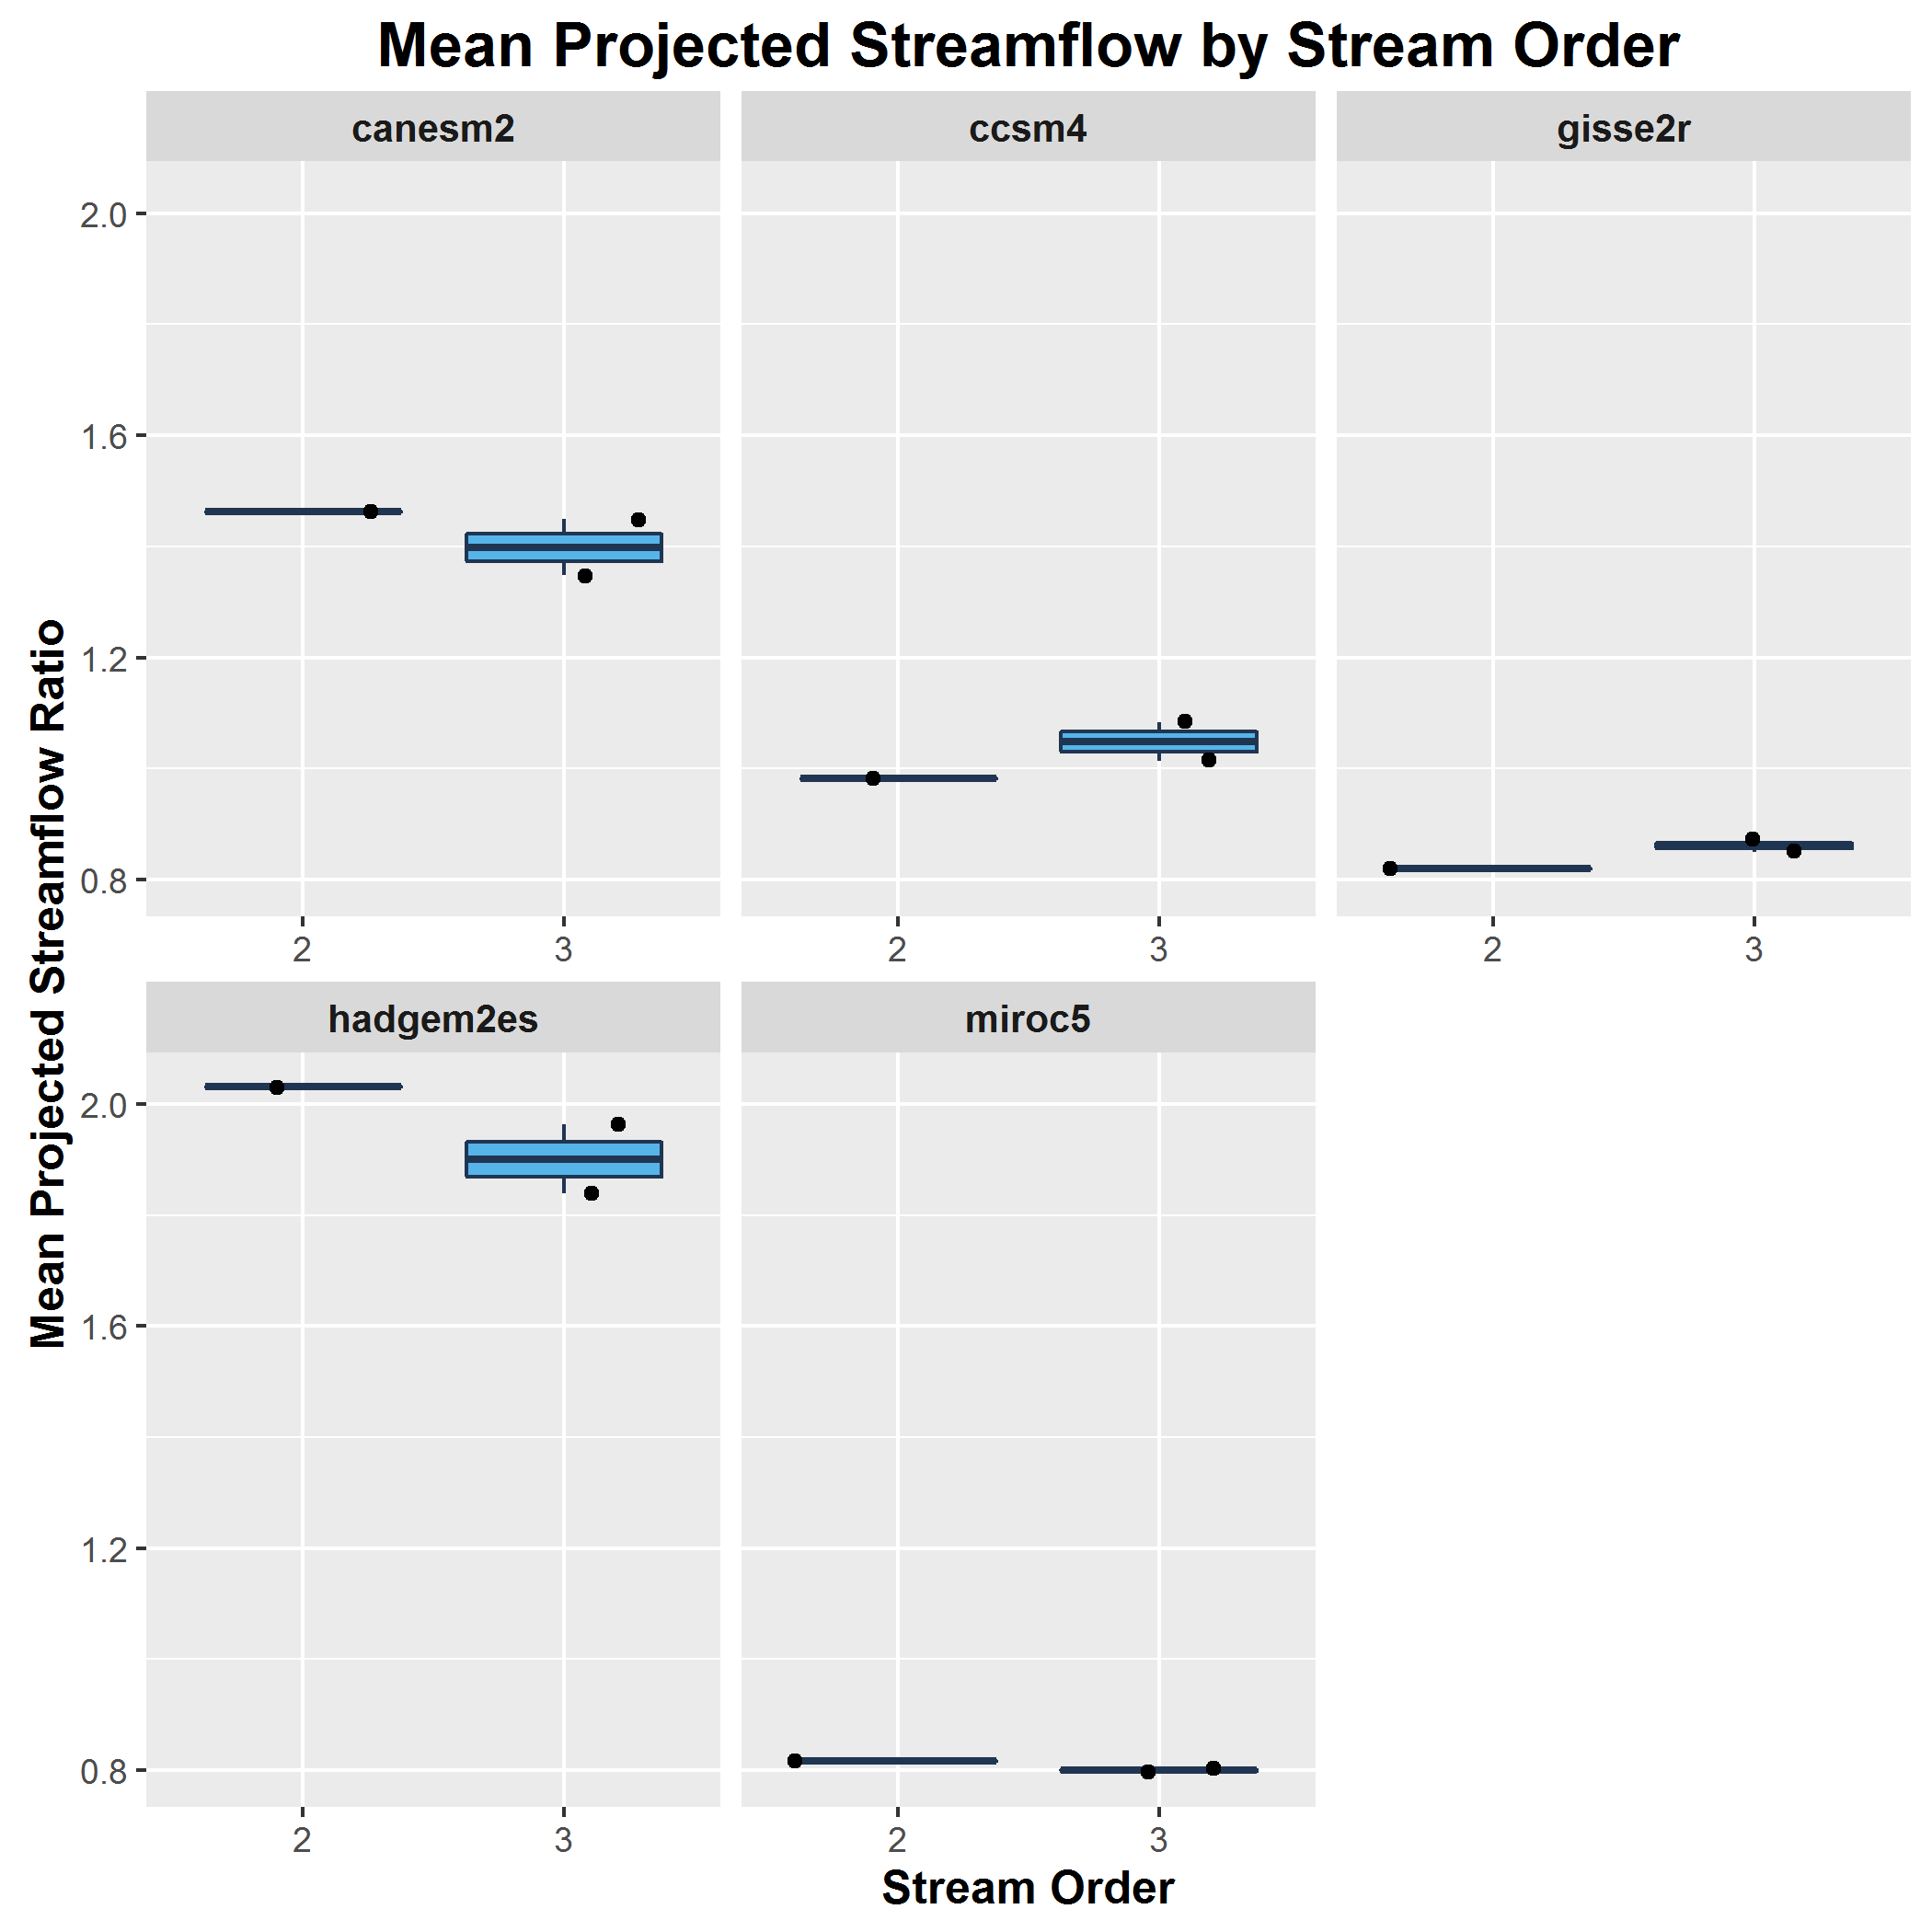 Mean Projected Streamflow by Stream Order
canesm2 ccsm4 gisse2r
2.0
1.6
1.2
0.8
2 3 2 3 2 3
hadgem2es miroc5
2.0
1.6
1.2
0.8
2 3 2 3
Mean Projected Streamflow Ratio
Stream Order